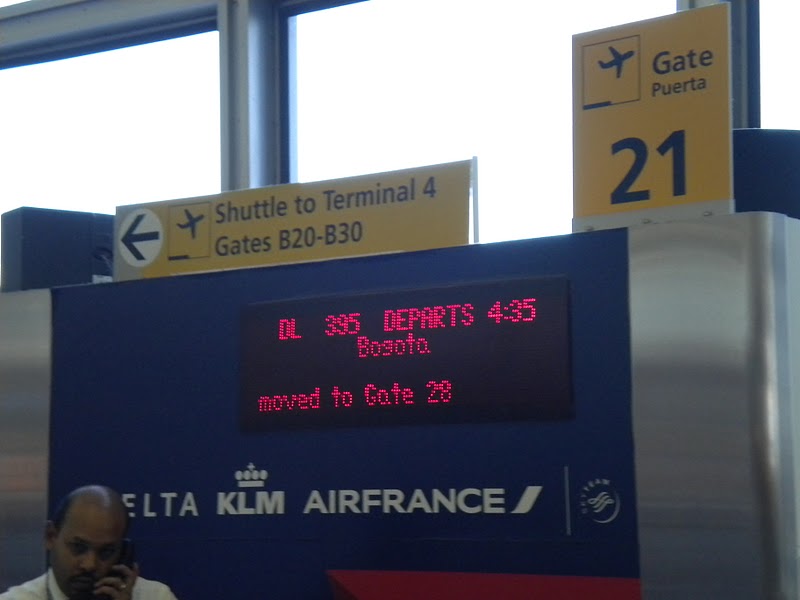 Gate
Puerta
21
Shuttle to Terminal 4
Gates B20-B30
DL 395 DEPARTS 4:35
Bogota
moved to Gate 28
ELTA KLM AIRFRANCE
SKYTEAM